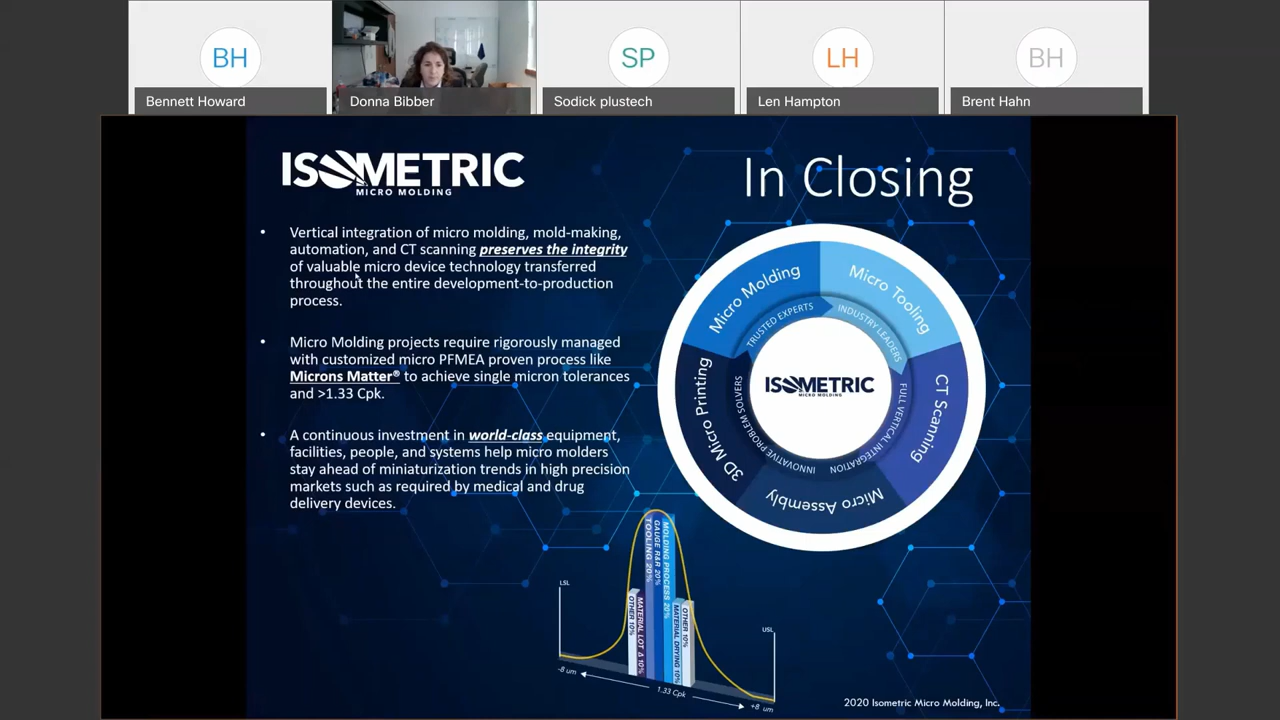 BH
Bennett Howard
Donna Bibber
SP
Sodick plustech
LH
Len Hampton
BH
Brent Hahn
ISOMETRIC
MICRO MOLDING
In Closing
• Vertical integration of micro molding, mold-making,
automation, and CT scanning preserves the integrity
of valuable micro device technology transferred
throughout the entire development-to-production
process.
• Micro Molding projects require rigorously managed
with customized micro PFMEA proven process like
Microns Matter® to achieve single micron tolerances
and >1.33 Cpk.
• A continuous investment in world-class equipment,
facilities, people, and systems help micro molders
stay ahead of miniaturization trends in high precision
markets such as required by medical and drug
delivery devices.
Micro Molding
Micro Tooling
CT Scanning
Micro Assembly
3D Micro Printing
TRUSTED EXPERTS
INDUSTRY LEADERS
FULL VERTICAL INTEGRATION
INNOVATIVE PROBLEM SOLVERS
ISOMETRIC
MICRO MOLDING
LSL
OTHER 10%
MATERIAL LOT Δ 10%
TOOLING 20%
GAUGE R&R 20%
MOLDING PROCESS 20%
MATERIAL DRYING 10%
OTHER 10%
USL
-8 um
1.33 Cpk
+8 um
2020 Isometric Micro Molding, Inc.